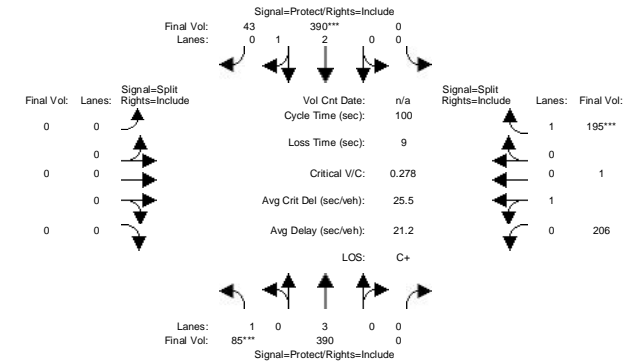 Signal=Protect/Rights=Include
Final Vol: 43 390*** 0
Lanes: 0 1 2 0 0
Signal=Split
Final Vol: Lanes: Rights=Include
Vol Cnt Date: n/a
Signal=Split
Rights=Include Lanes: Final Vol:
0 0
Cycle Time (sec): 100
1 195***
0
Loss Time (sec): 9
0
0 0
Critical V/C: 0.278
0 1
0
Avg Crit Del (sec/veh): 25.5
1
0 0
Avg Delay (sec/veh): 21.2
0 206
LOS: C+
Lanes: 1 0 3 0 0
Final Vol: 85*** 390 0
Signal=Protect/Rights=Include